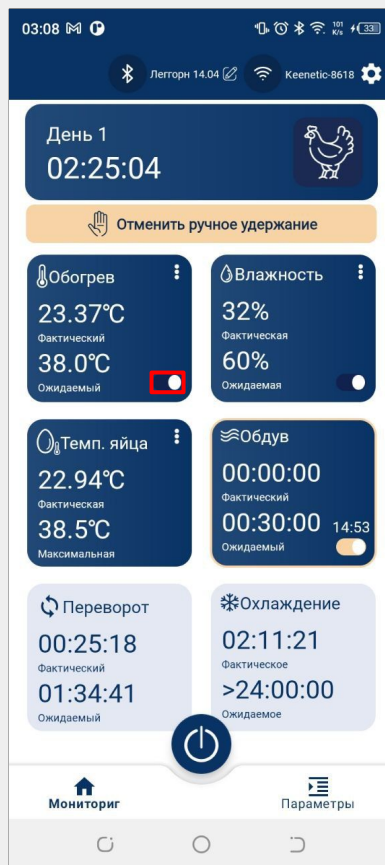 03:08
101 K/s 33
Леггорн 14.04
Keenetic-8618
День 1
02:25:04
Отменить ручное удержание
Обогрев
23.37℃
Фактический
38.0℃
Ожидаемый
Влажность
32%
Фактическая
60%
Ожидаемая
Темп. яйца
22.94℃
Фактическая
38.5℃
Максимальная
Обдув
00:00:00
Фактический
00:30:00 14:53
Ожидаемый
Переворот
00:25:18
Фактический
01:34:41
Ожидаемый
Охлаждение
02:11:21
Фактическое
>24:00:00
Ожидаемое
Мониториг
Параметры